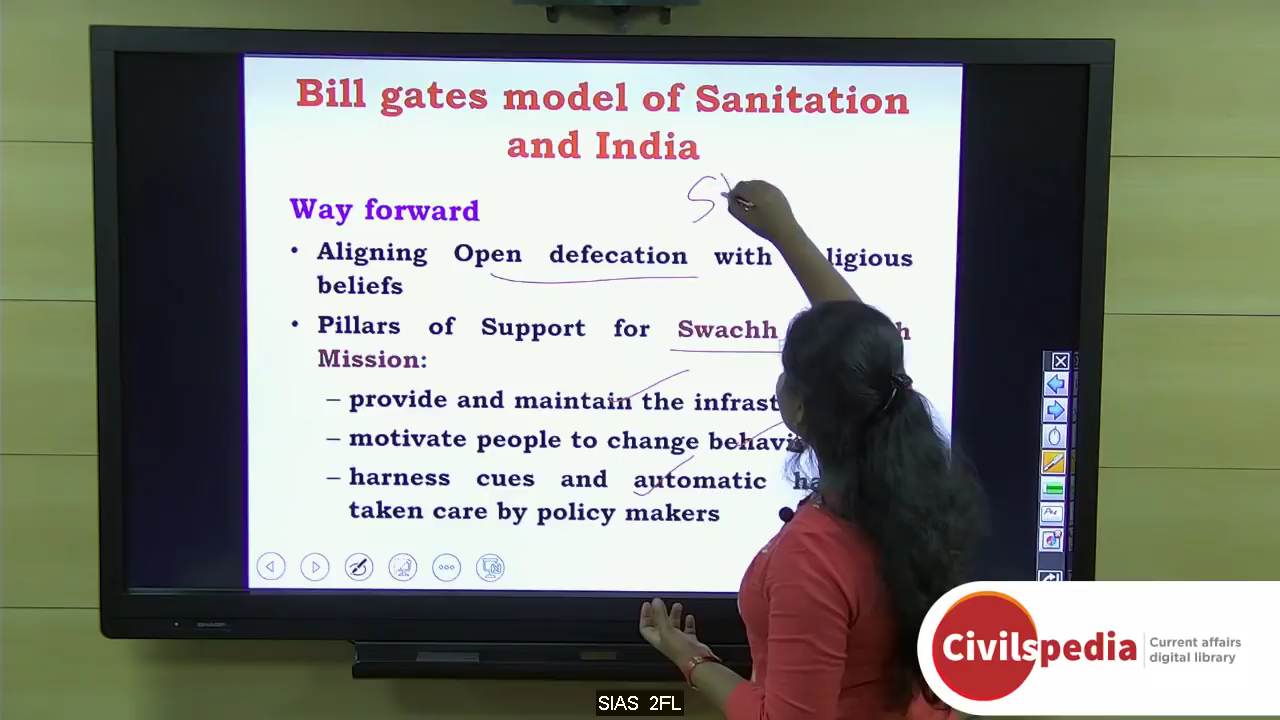 Bill gates model of Sanitation
and India
Way forward
• Aligning Open defecation with
beliefs
• Pillars of Support for Swachh
Mission:
– provide and maintain the
– motivate people to change
– harness cues and automatic
taken care by policy makers
SHARP
Civilspedia
Current affairs
digital library
SIAS 2FL